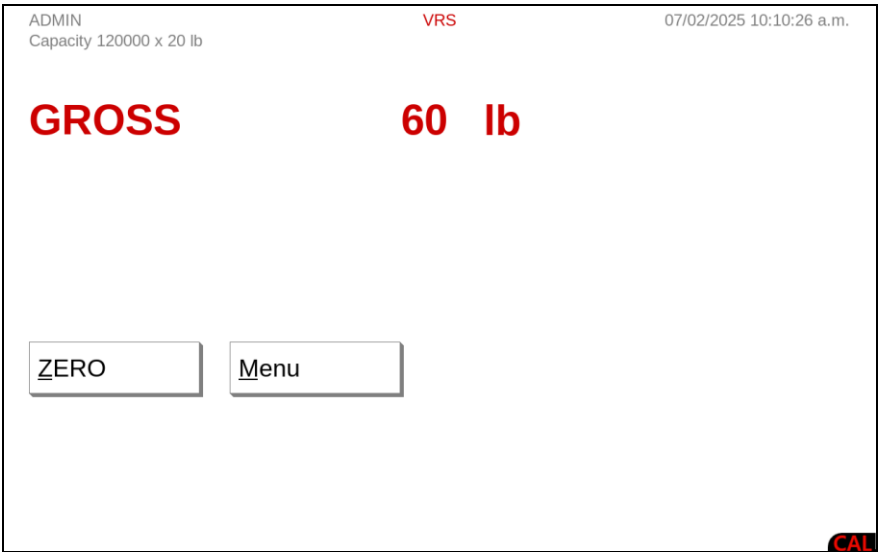 ADMIN VRS 07/02/2025 10:10:26 a.m.
Capacity 120000 x 20 lb
GROSS 60 lb
ZERO Menu
CAL